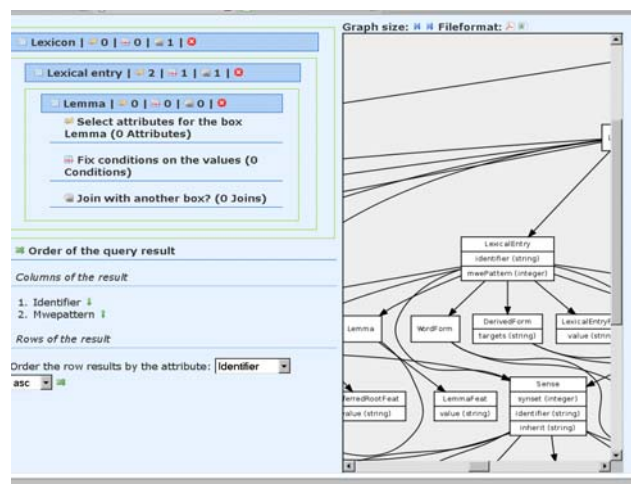 Lexicon | 0 | 0 | 1 |
Lexical entry | 2 | 1 | 1 |
Lemma | 0 | 0 | 0 |
Select attributes for the box
Lemma (0 Attributes)
Fix conditions on the values (0
Conditions)
Join with another box? (0 Joins)
Order of the query result
Columns of the result
1. Identifier
2. Mwepattern
Rows of the result
Order the row results by the attribute: Identifier
asc
Graph size: Fileformat:
LexicalEntry
identifier (string)
mwePattern (integer)
Lemma
WordForm
DerivedForm
targets (string)
LexicalEntryF
value (strin
ferredRootFeat
value (string)
LemmaFeat
value (string)
Sense
synset (integer)
identifier (string)
inherit (string)